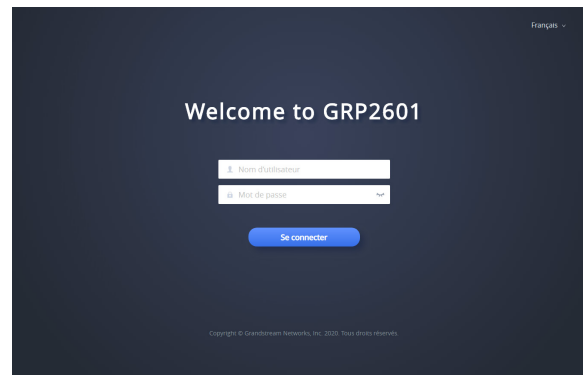 Français
Welcome to GRP2601
Nom d'utilisateur
Mot de passe
Se connecter
Copyright © Grandstream Networks, Inc. 2020. Tous droits réservés.